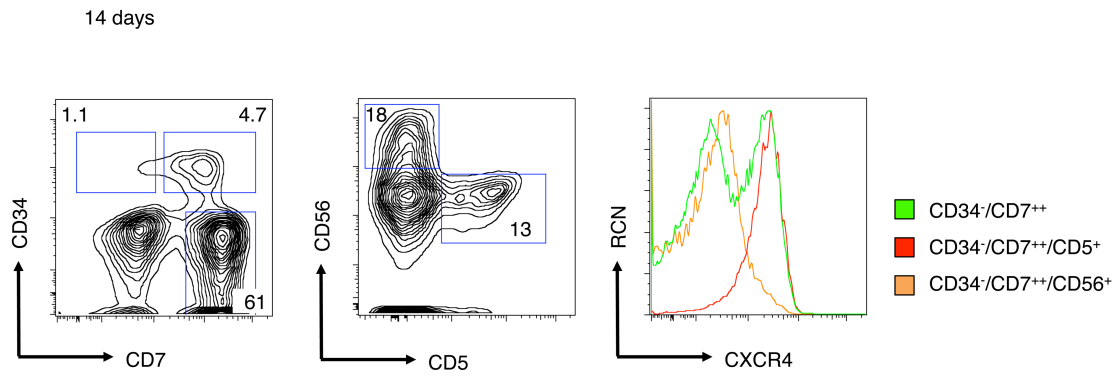 14 days
1.1
4.7
61
CD34
CD7
18
13
CD56
CD5
RCN
CXCR4
CD34⁻/CD7⁺⁺
CD34⁻/CD7⁺⁺/CD5⁺
CD34⁻/CD7⁺⁺/CD56⁺